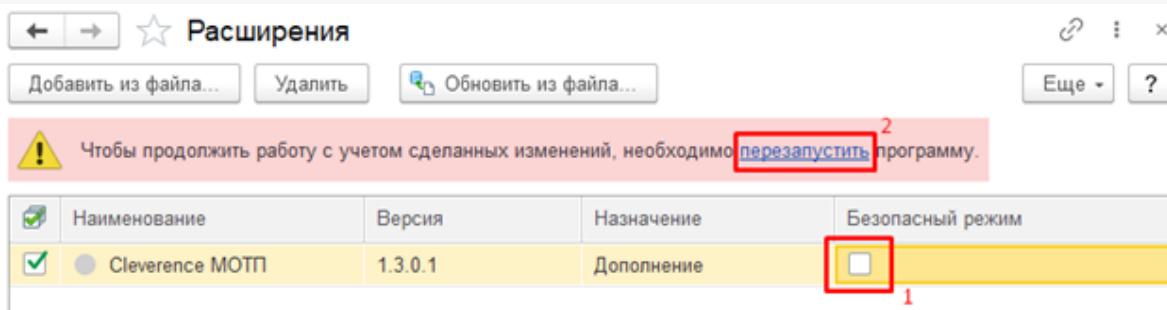 Расширения
Добавить из файла... Удалить Обновить из файла... Еще ?
2
Чтобы продолжить работу с учетом сделанных изменений, необходимо перезапустить программу.
Наименование Версия Назначение Безопасный режим
Cleverence МОТП 1.3.0.1 Дополнение
1